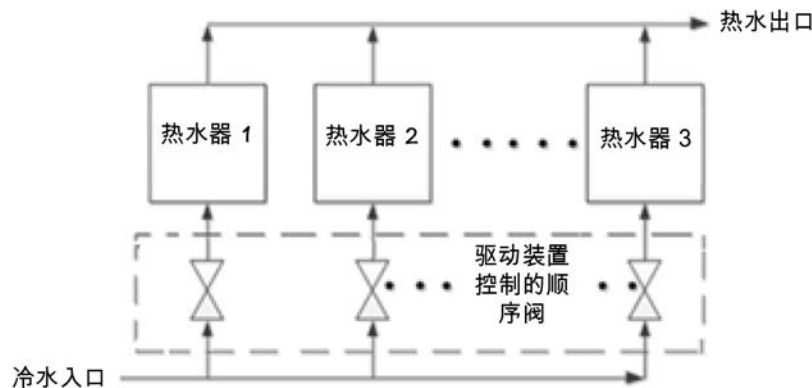 热水出口
热水器 1
热水器 2
热水器 3
驱动装置
控制的顺
序阀
冷水入口